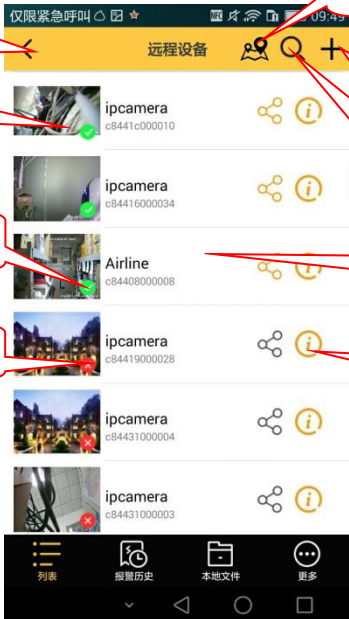 仅限紧急呼叫 09:49
远程设备
ipcamera
c8441c000010
ipcamera
c84416000034
Airline
c84408000008
ipcamera
c84419000028
ipcamera
c84431000004
ipcamera
c84431000003
列表 报警历史 本地文件 更多